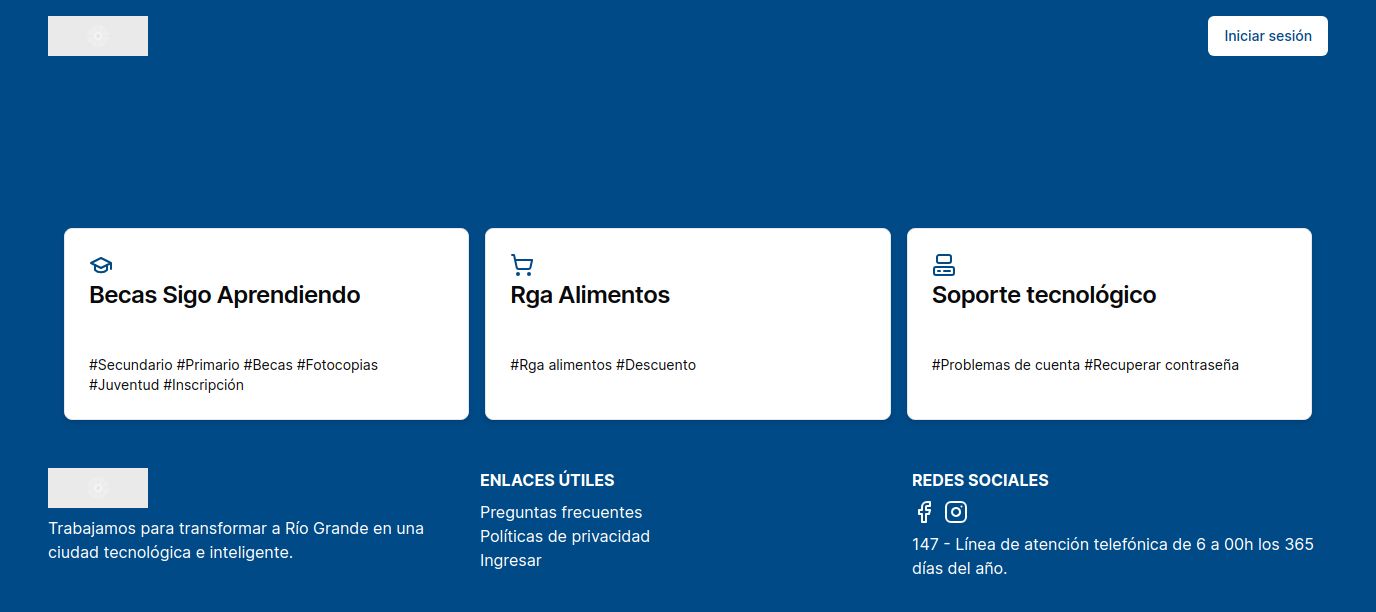 Iniciar sesión
Becas Sigo Aprendiendo
#Secundario #Primario #Becas #Fotocopias
#Juventud #Inscripción
Rga Alimentos
#Rga alimentos #Descuento
Soporte tecnológico
#Problemas de cuenta #Recuperar contraseña
Trabajamos para transformar a Río Grande en una
ciudad tecnológica e inteligente.
ENLACES ÚTILES
Preguntas frecuentes
Políticas de privacidad
Ingresar
REDES SOCIALES
147 - Línea de atención telefónica de 6 a 00h los 365
días del año.